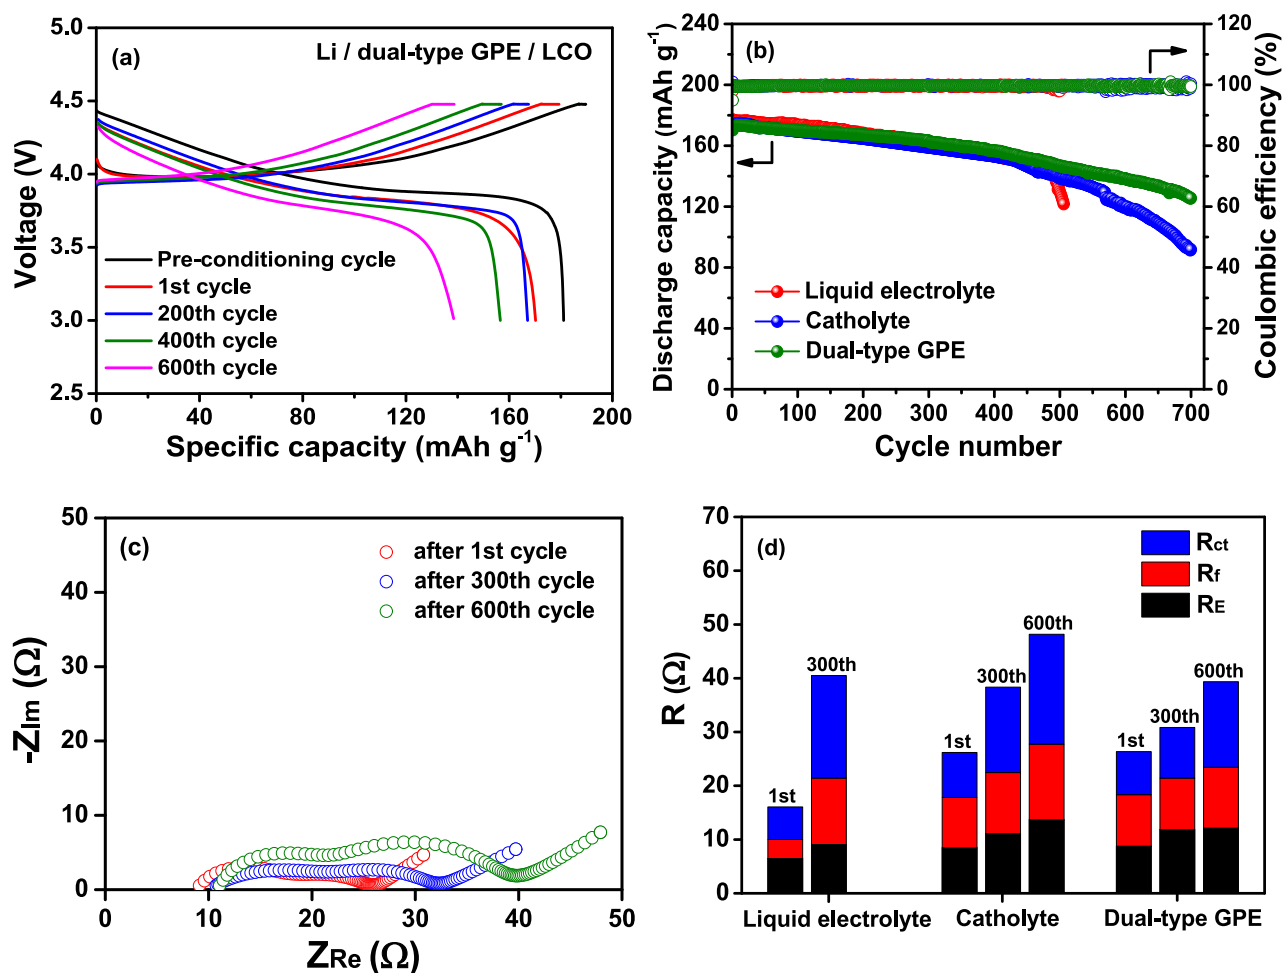 (a)
Li / dual-type GPE / LCO
5.0
4.5
4.0
3.5
3.0
2.5
Voltage (V)
Pre-conditioning cycle
1st cycle
200th cycle
400th cycle
600th cycle
0 40 80 120 160 200
Specific capacity (mAh g⁻¹)
(b)
240
200
160
120
80
40
0
Discharge capacity (mAh g⁻¹)
120
100
80
60
40
20
0
Coulombic efficiency (%)
Liquid electrolyte
Catholyte
Dual-type GPE
0 100 200 300 400 500 600 700
Cycle number
(c)
50
40
30
20
10
0
-ZIm (Ω)
after 1st cycle
after 300th cycle
after 600th cycle
0 10 20 30 40 50
ZRe (Ω)
(d)
70
60
50
40
30
20
10
0
R (Ω)
Rct
Rf
RE
1st
300th
1st
300th
600th
1st
300th
600th
Liquid electrolyte Catholyte Dual-type GPE